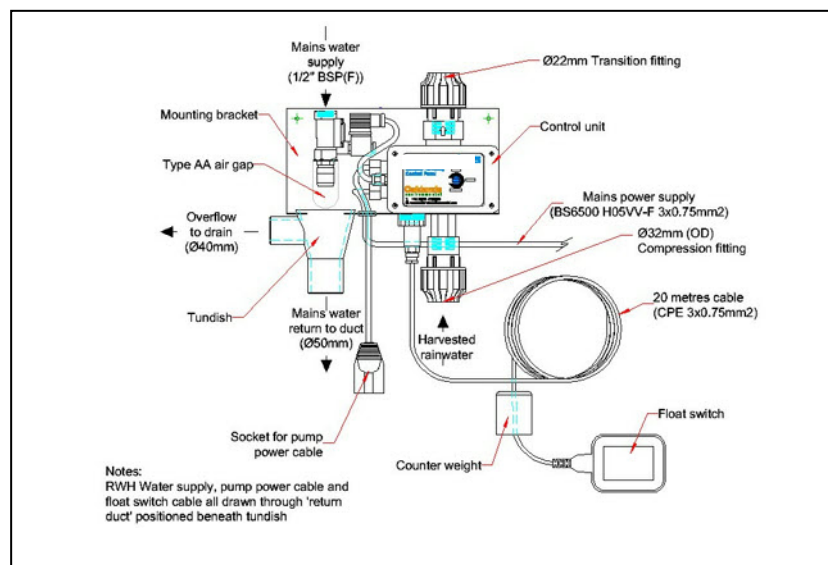 Mains water
supply
(1/2" BSP(F))
Ø22mm Transition fitting
Mounting bracket
Control unit
Type AA air gap
Control Panel
Mains power supply
(BS6500 H05VV-F 3x0.75mm2)
Overflow
to drain
(Ø40mm)
Ø32mm (OD)
Compression fitting
Tundish
Mains water
return to duct
(Ø50mm)
Harvested
rainwater
20 metres cable
(CPE 3x0.75mm2)
Float switch
Socket for pump
power cable
Counter weight
Notes:
RWH Water supply, pump power cable and
float switch cable all drawn through 'return
duct' positioned beneath tundish